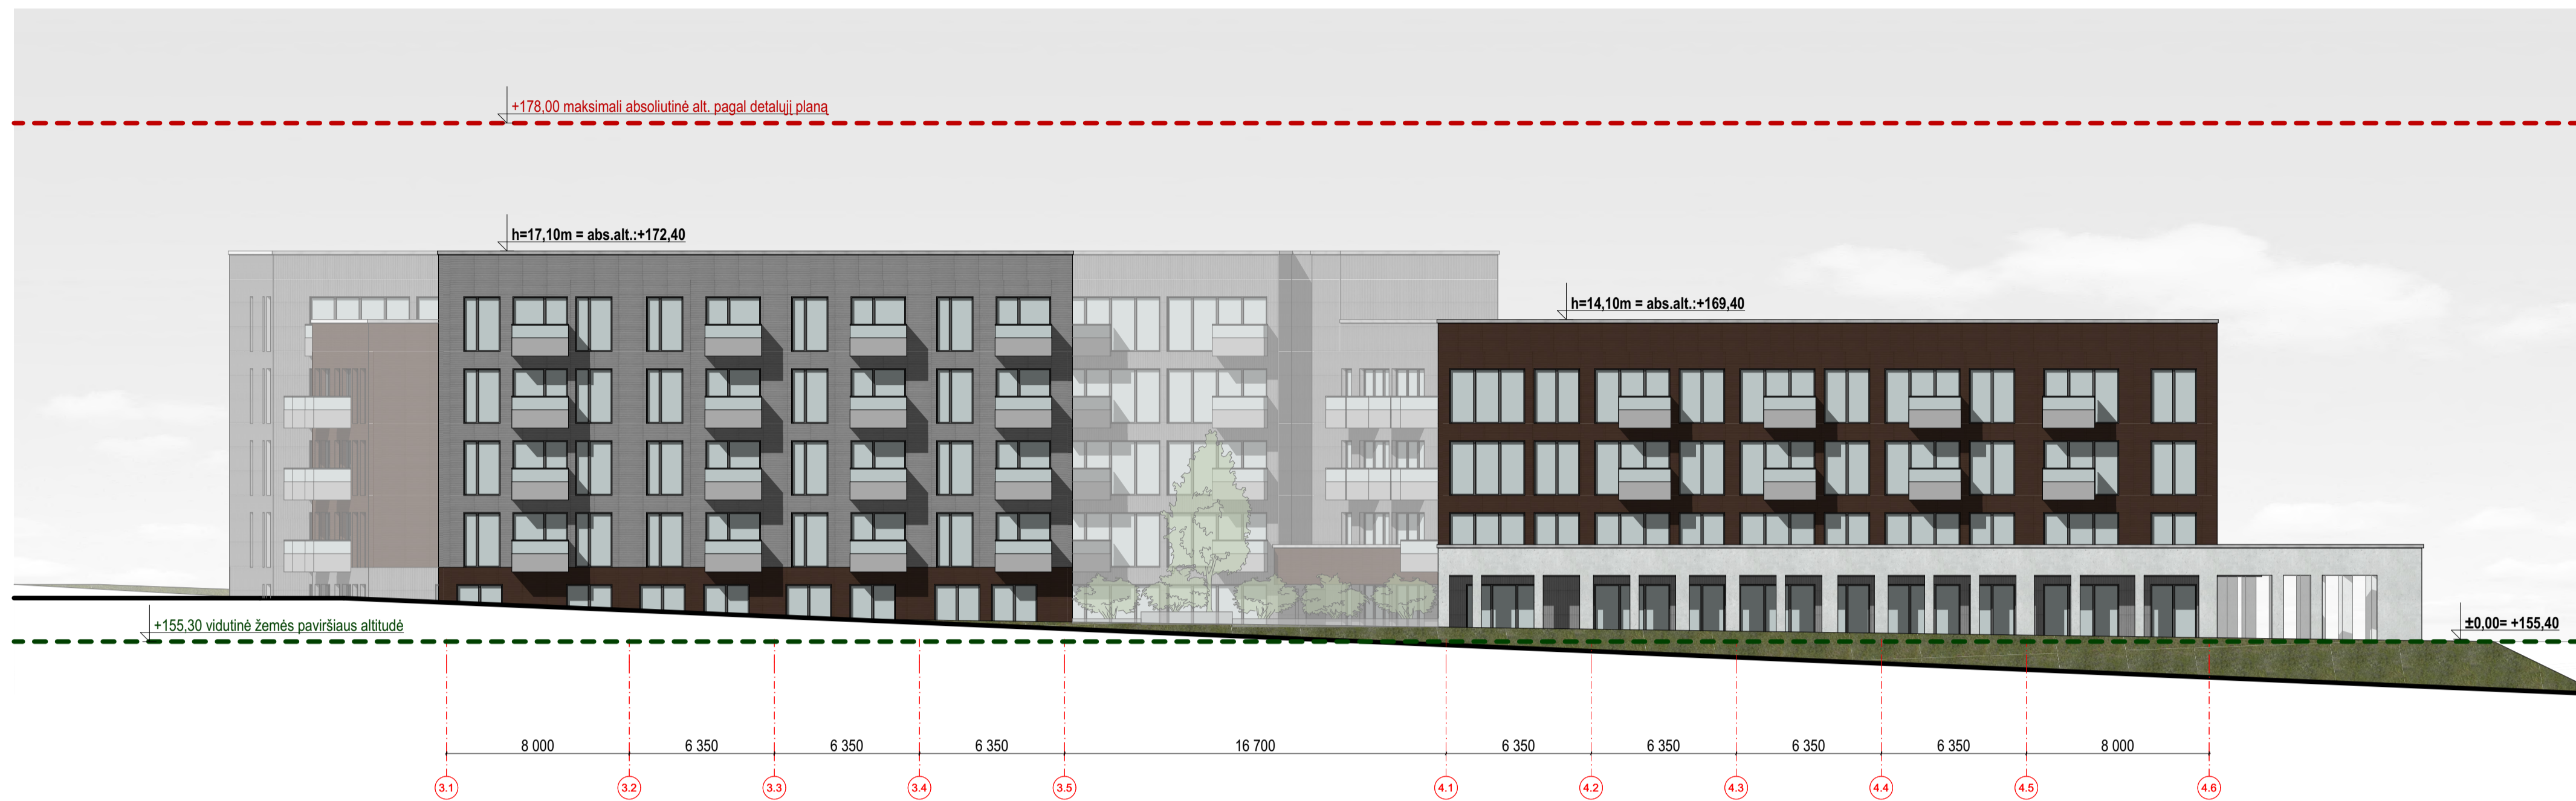 +178,00 maksimali absoliutinė alt. pagal detalųjį planą
h=17,10m = abs.alt.:+172,40
h=14,10m = abs.alt.:+169,40
+155,30 vidutinė žemės paviršiaus altitudė
±0,00= +155,40
8 000 6 350 6 350 6 350 16 700 6 350 6 350 6 350 6 350 8 000
3.1 3.2 3.3 3.4 3.5 4.1 4.2 4.3 4.4 4.5 4.6